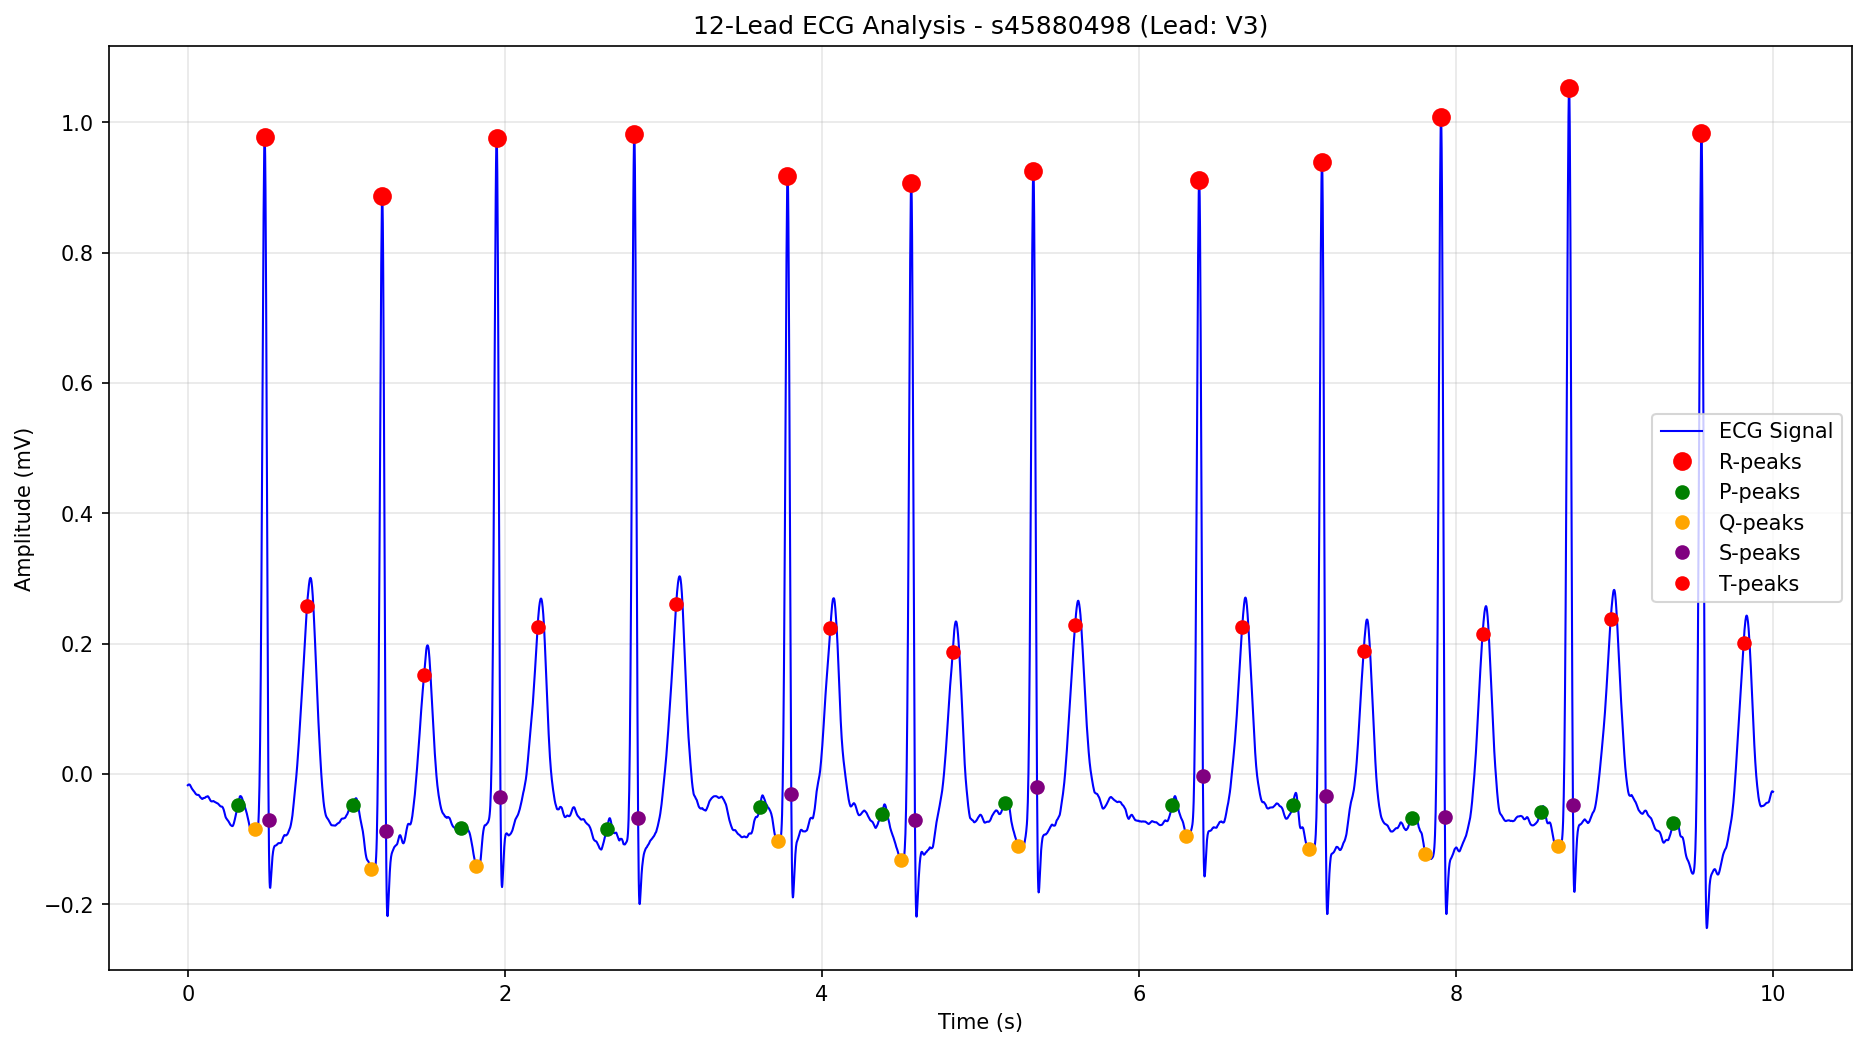 12-Lead ECG Analysis - s45880498 (Lead: V3)
Amplitude (mV)
1.0
0.8
0.6
0.4
0.2
0.0
−0.2
ECG Signal
R-peaks
P-peaks
Q-peaks
S-peaks
T-peaks
0 2 4 6 8 10
Time (s)